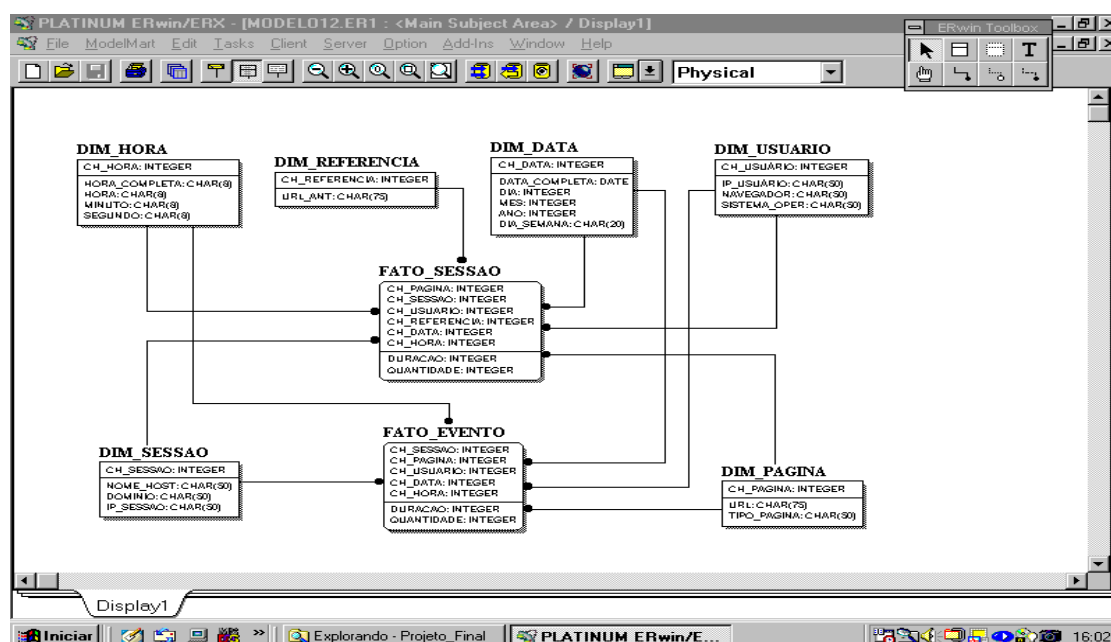 PLATINUM ERwin/ERX - [MODELO12.ER1 : <Main Subject Area> / Display1]
ERwin Toolbox
File ModelMart Edit Tasks Client Server Option Add-Ins Window Help
T
Physical
DIM_HORA
CH_HORA: INTEGER
HORA_COMPLETA: CHAR(8)
HORA: CHAR(8)
MINUTO: CHAR(8)
SEGUNDO: CHAR(8)
DIM_REFERENCIA
CH_REFERENCIA: INTEGER
URL_ANT: CHAR(75)
DIM_DATA
CH_DATA: INTEGER
DATA_COMPLETA: DATE
DIA: INTEGER
MES: INTEGER
ANO: INTEGER
DIA_SEMANA: CHAR(20)
DIM_USUARIO
CH_USUÁRIO: INTEGER
IP_USUÁRIO: CHAR(50)
NAVEGADOR: CHAR(50)
SISTEMA_OPER: CHAR(50)
FATO_SESSAO
CH_PAGINA: INTEGER
CH_SESSAO: INTEGER
CH_USUARIO: INTEGER
CH_REFERENCIA: INTEGER
CH_DATA: INTEGER
CH_HORA: INTEGER
DURACAO: INTEGER
QUANTIDADE: INTEGER
FATO_EVENTO
CH_SESSAO: INTEGER
CH_PAGINA: INTEGER
CH_USUARIO: INTEGER
CH_DATA: INTEGER
CH_HORA: INTEGER
DURACAO: INTEGER
QUANTIDADE: INTEGER
DIM_SESSAO
CH_SESSAO: INTEGER
NOME_HOST: CHAR(50)
DOMINIO: CHAR(50)
IP_SESSAO: CHAR(50)
DIM_PAGINA
CH_PAGINA: INTEGER
URL: CHAR(75)
TIPO_PAGINA: CHAR(50)
Display1
Iniciar » Explorando - Projeto_Final PLATINUM ERwin/E... 16:02